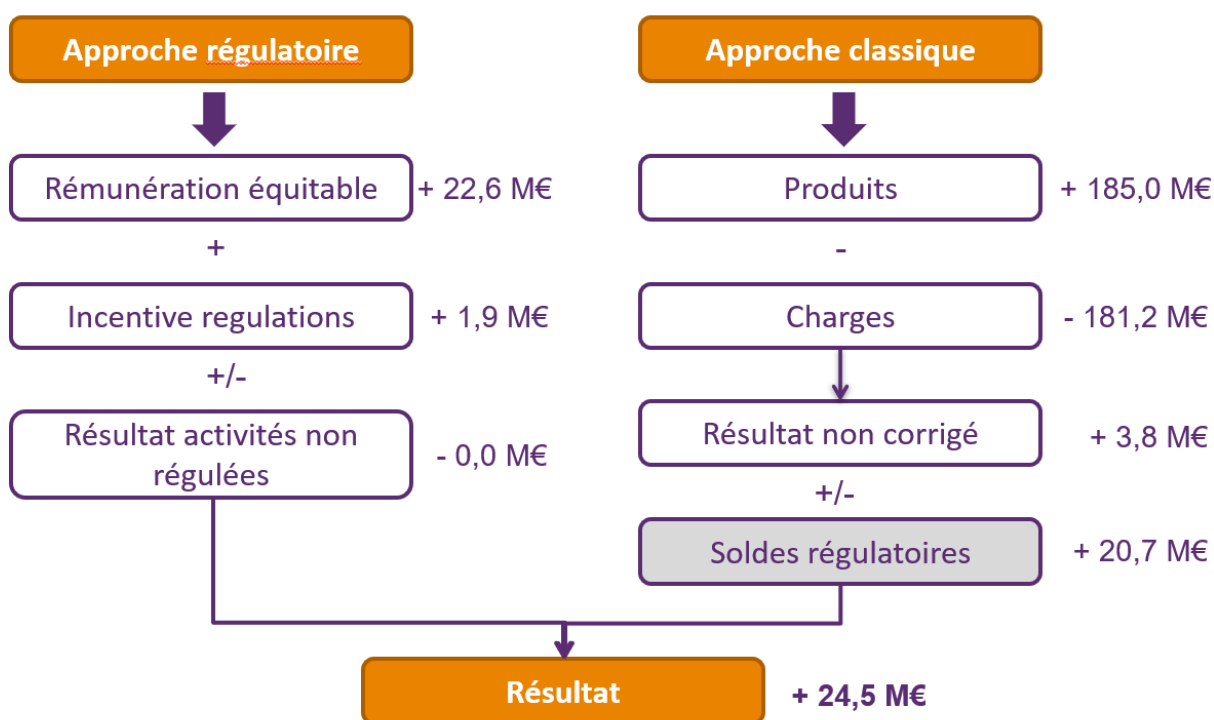 Approche régulatoire
Rémunération équitable + 22,6 M€
+
Incentive regulations + 1,9 M€
+/-
Résultat activités non
régulées
- 0,0 M€
Approche classique
Produits + 185,0 M€
-
Charges - 181,2 M€
Résultat non corrigé + 3,8 M€
+/-
Soldes régulatoires + 20,7 M€
Résultat + 24,5 M€